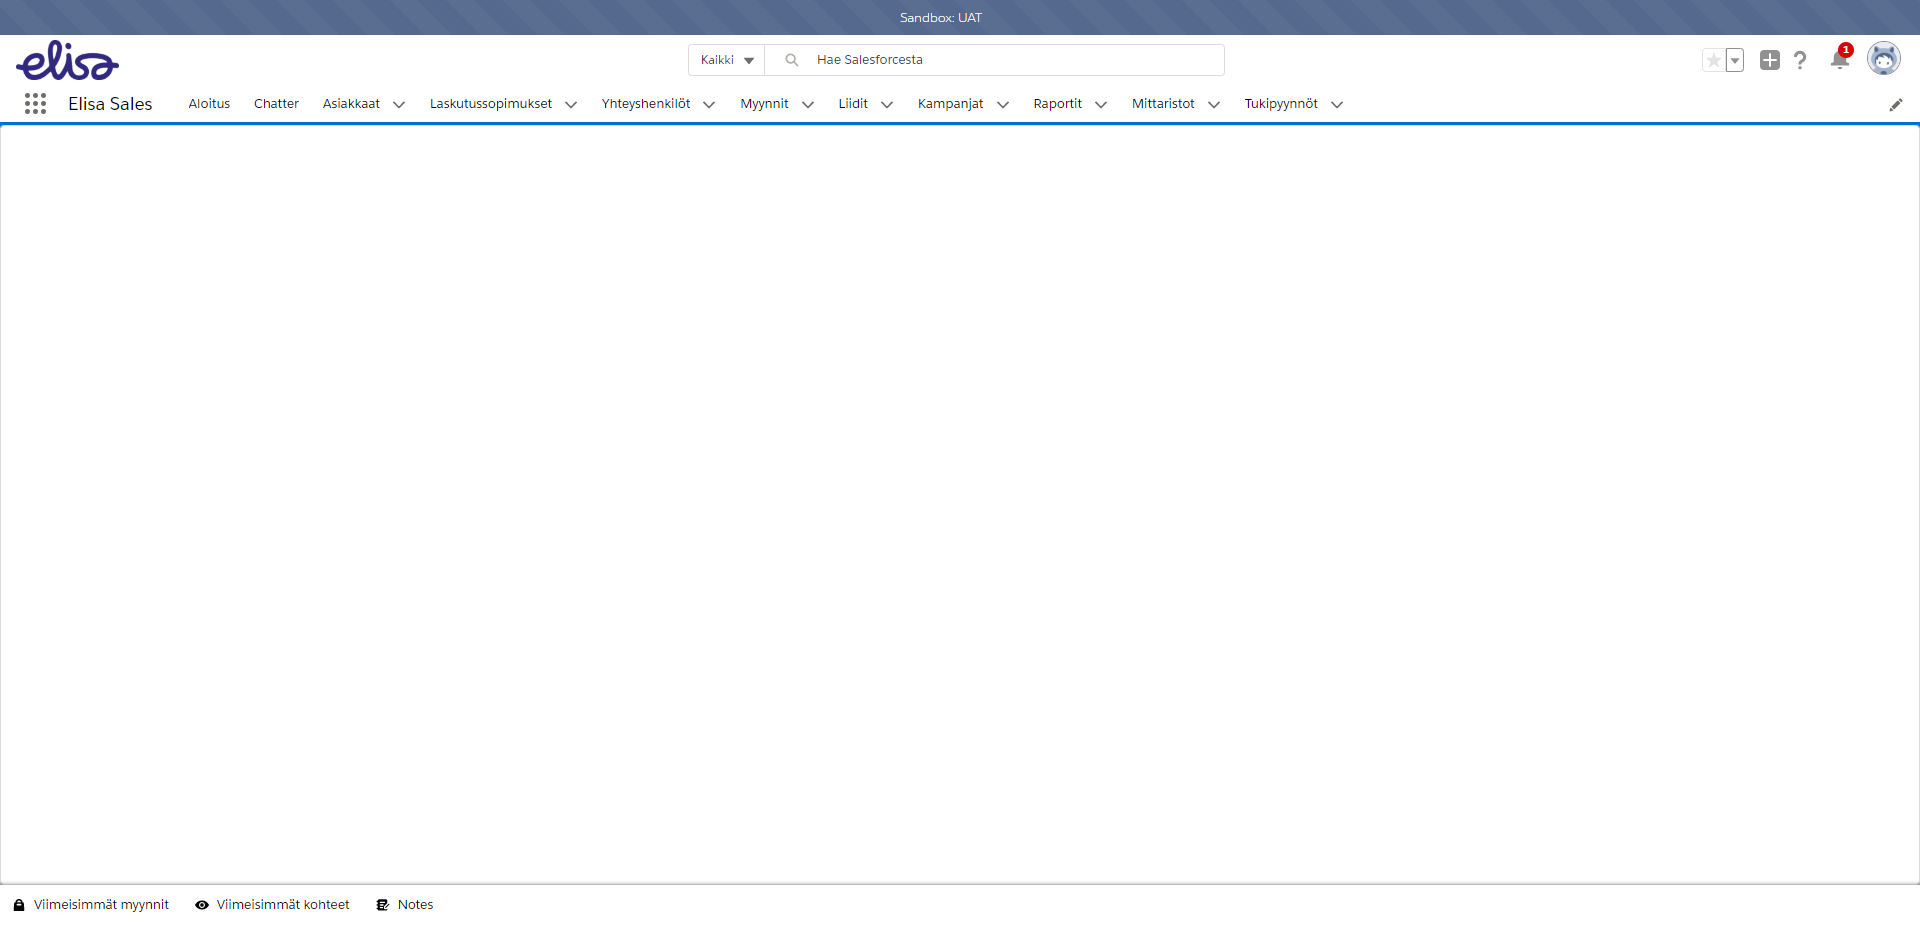 Sandbox: UAT
elisa
Kaikki
Hae Salesforcesta
1
Elisa Sales
Aloitus
Chatter
Asiakkaat
Laskutussopimukset
Yhteyshenkilöt
Myynnit
Liidit
Kampanjat
Raportit
Mittaristot
Tukipyynnöt
Viimeisimmät myynnit
Viimeisimmät kohteet
Notes